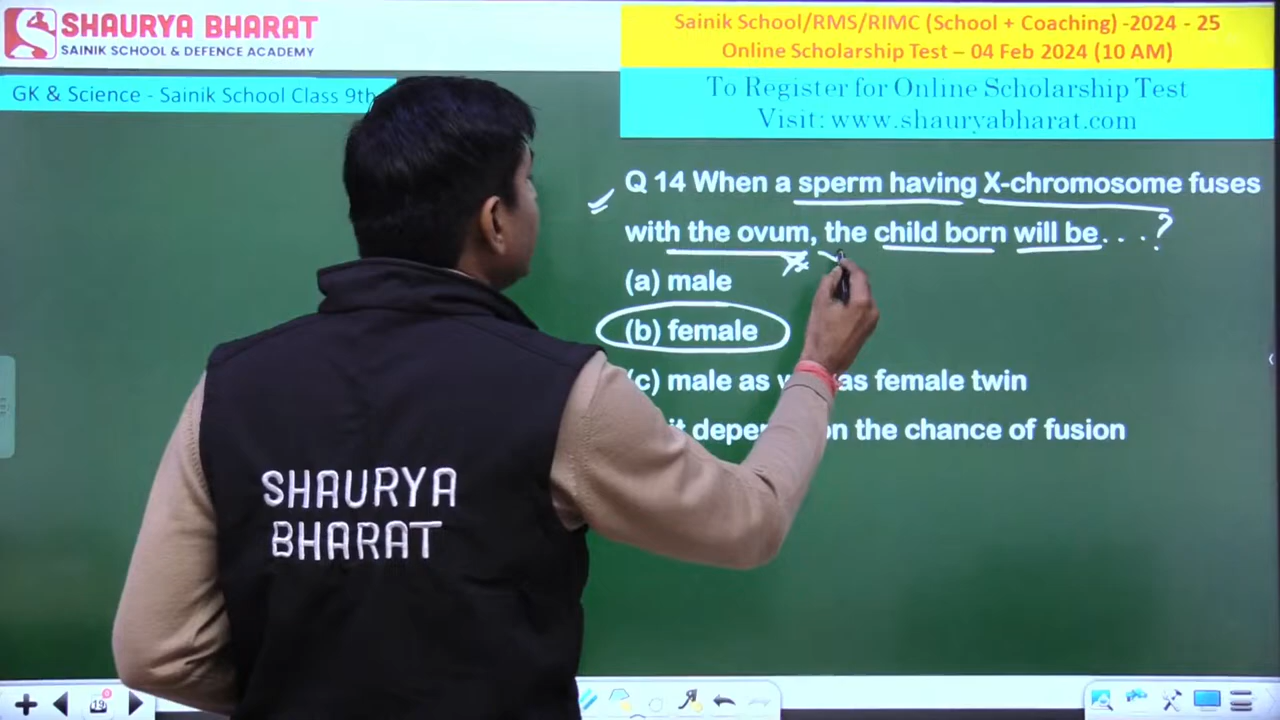 SHAURYA BHARAT
SAINIK SCHOOL & DEFENCE ACADEMY
Sainik School/RMS/RIMC (School + Coaching) -2024 - 25
Online Scholarship Test – 04 Feb 2024 (10 AM)
GK & Science - Sainik School Class 9th
To Register for Online Scholarship Test
Visit: www.shauryabharat.com
Q 14 When a sperm having X-chromosome fuses
with the ovum, the child born will be. . . .?
(a) male
(b) female
(c) male as as female twin
it on the chance of fusion
SHAURYA
BHARAT
19